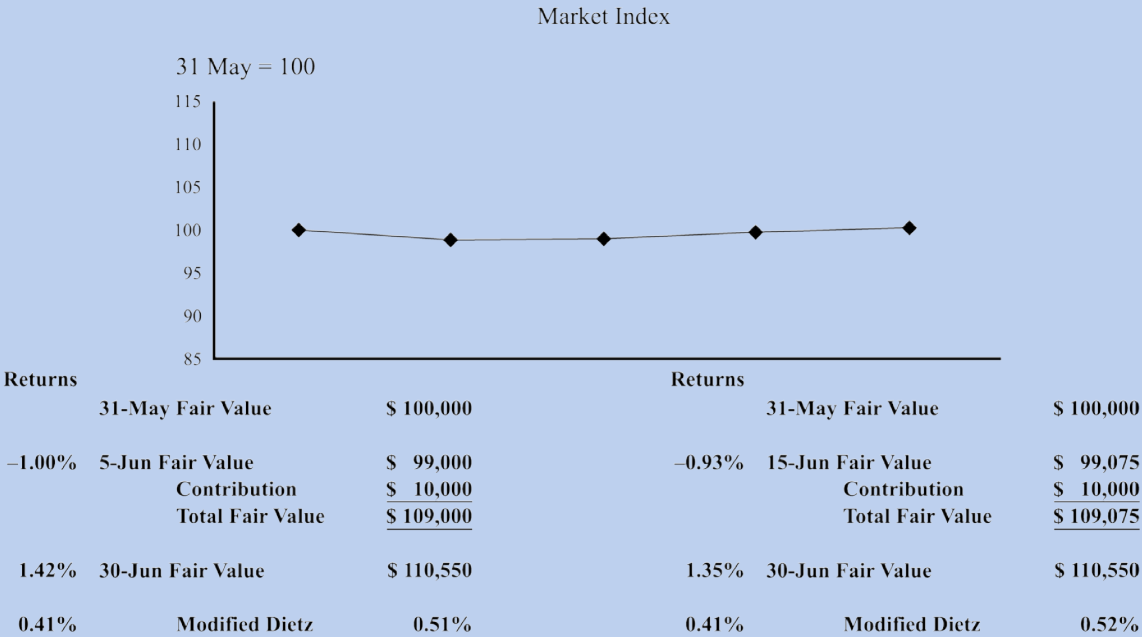 Market Index
31 May = 100
115
110
105
100
95
90
85
Returns
31-May Fair Value $ 100,000
–1.00% 5-Jun Fair Value $ 99,000
Contribution $ 10,000
Total Fair Value $ 109,000
1.42% 30-Jun Fair Value $ 110,550
0.41% Modified Dietz 0.51%
Returns
31-May Fair Value $ 100,000
–0.93% 15-Jun Fair Value $ 99,075
Contribution $ 10,000
Total Fair Value $ 109,075
1.35% 30-Jun Fair Value $ 110,550
0.41% Modified Dietz 0.52%